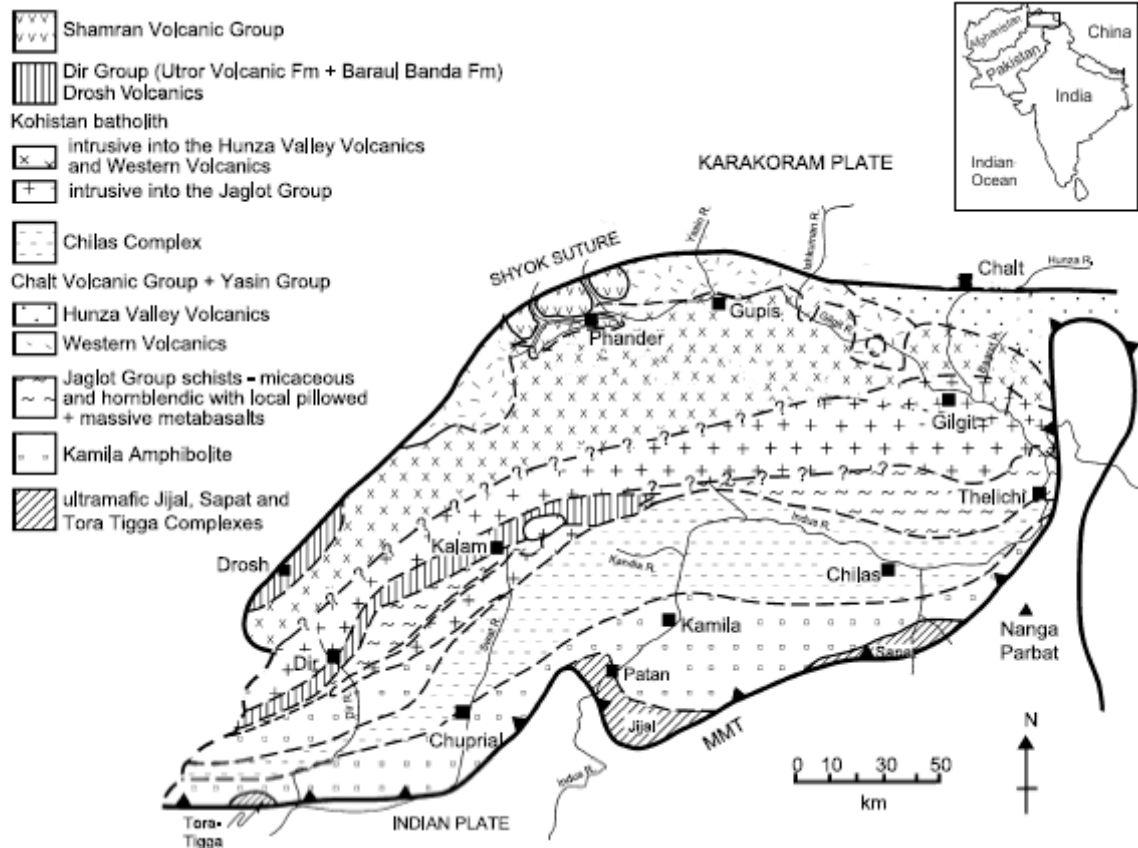 Shamran Volcanic Group
Dir Group (Utror Volcanic Fm + Baraul Banda Fm)
Drosh Volcanics
Kohistan batholith
intrusive into the Hunza Valley Volcanics
and Western Volcanics
intrusive into the Jaglot Group
Chilas Complex
Chalt Volcanic Group + Yasin Group
Hunza Valley Volcanics
Western Volcanics
Jaglot Group schists - micaceous
and hornblendic with local pillowed
+ massive metabasalts
Kamila Amphibolite
ultramafic Jijal, Sapat and
Tora Tigga Complexes
Afghanistan
China
Pakistan
India
Indian
Ocean
KARAKORAM PLATE
SHYOK SUTURE
Yasin R.
Ishkuman R.
Chalt
Hunza R.
Phander
Gupis
Gilgit R.
Gilgit
Thelichi
Indus R.
Drosh
Kalam
Kandia R.
Chilas
Swat R.
Kamila
Nanga
Parbat
Dir
Dir R.
Patan
Sapat
Jijal
MMT
Chuprial
Indus R.
N
0 10 30 50
km
Tora-
Tigga
INDIAN PLATE